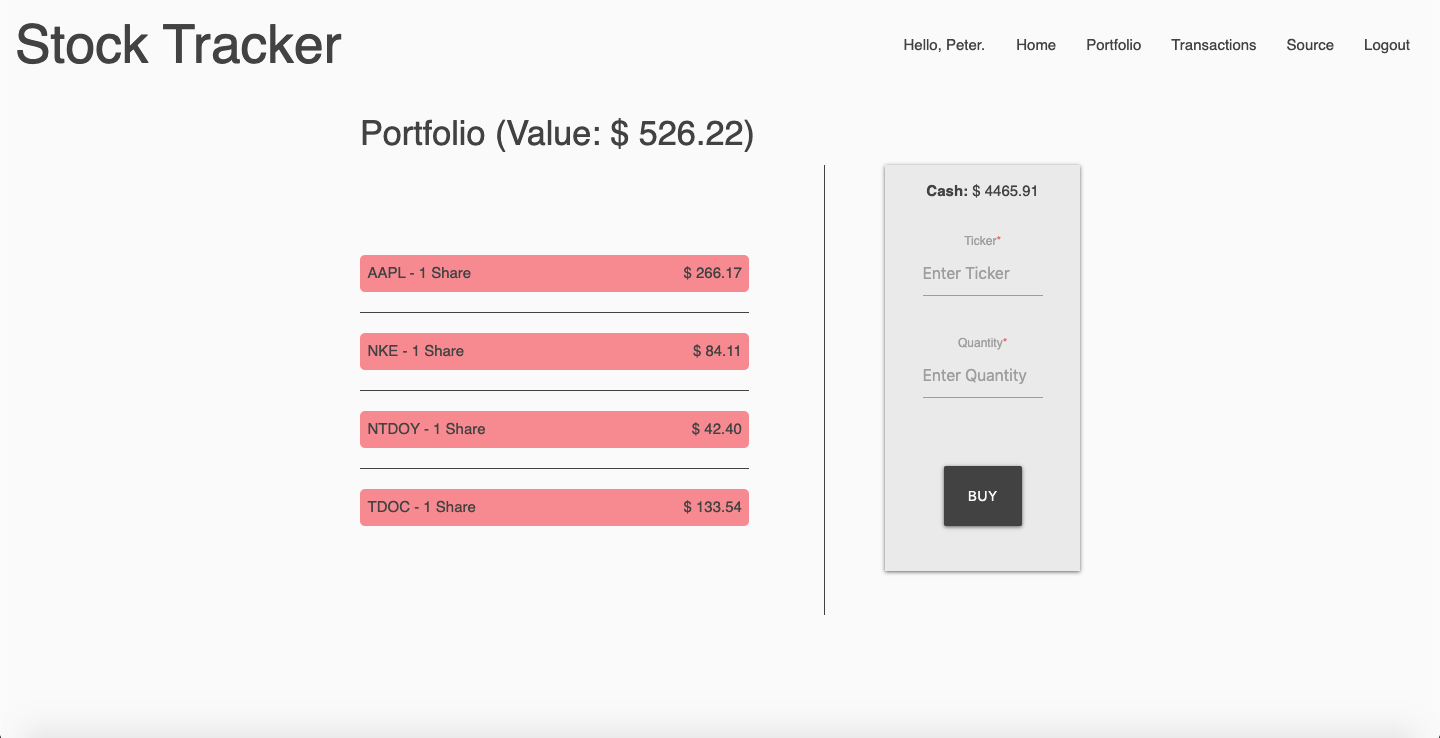 Stock Tracker
Hello, Peter. Home Portfolio Transactions Source Logout
Portfolio (Value: $ 526.22)
AAPL - 1 Share $ 266.17
NKE - 1 Share $ 84.11
NTDOY - 1 Share $ 42.40
TDOC - 1 Share $ 133.54
Cash: $ 4465.91
Ticker*
Enter Ticker
Quantity*
Enter Quantity
BUY